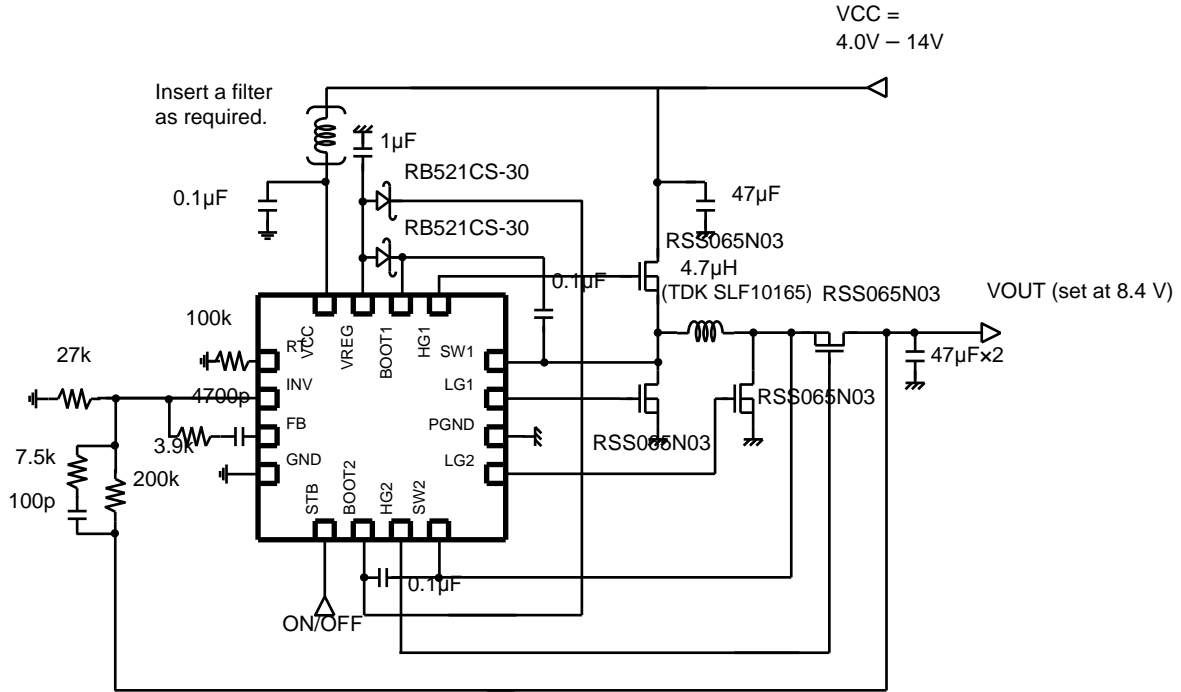 VCC =
4.0V – 14V
Insert a filter
as required.
1µF
RB521CS-30
0.1µF
47µF
RB521CS-30
RSS065N03
4.7µH
0.1µF
(TDK SLF10165)
RSS065N03
VOUT (set at 8.4 V)
100k
RT
VCC
VREG
BOOT1
HG1
SW1
27k
47µF×2
INV
LG1
4700p
RSS065N03
FB
PGND
3.9k
RSS065N03
7.5k
GND
LG2
200k
100p
STB
BOOT2
HG2
SW2
0.1µF
ON/OFF